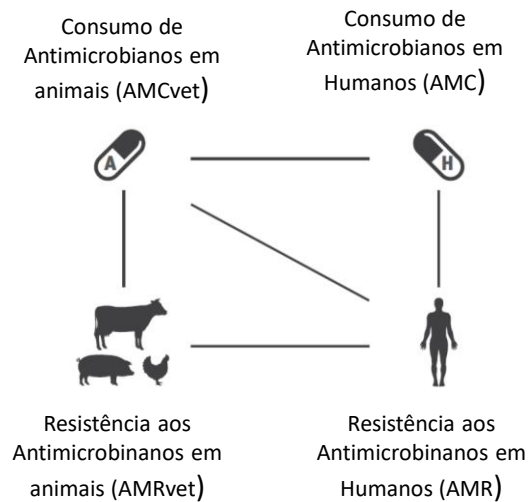 Consumo de
Antimicrobianos em
animais (AMCvet)
Consumo de
Antimicrobianos em
Humanos (AMC)
A
H
Resistência aos
Antimicrobinanos em
animais (AMRvet)
Resistência aos
Antimicrobinanos em
Humanos (AMR)